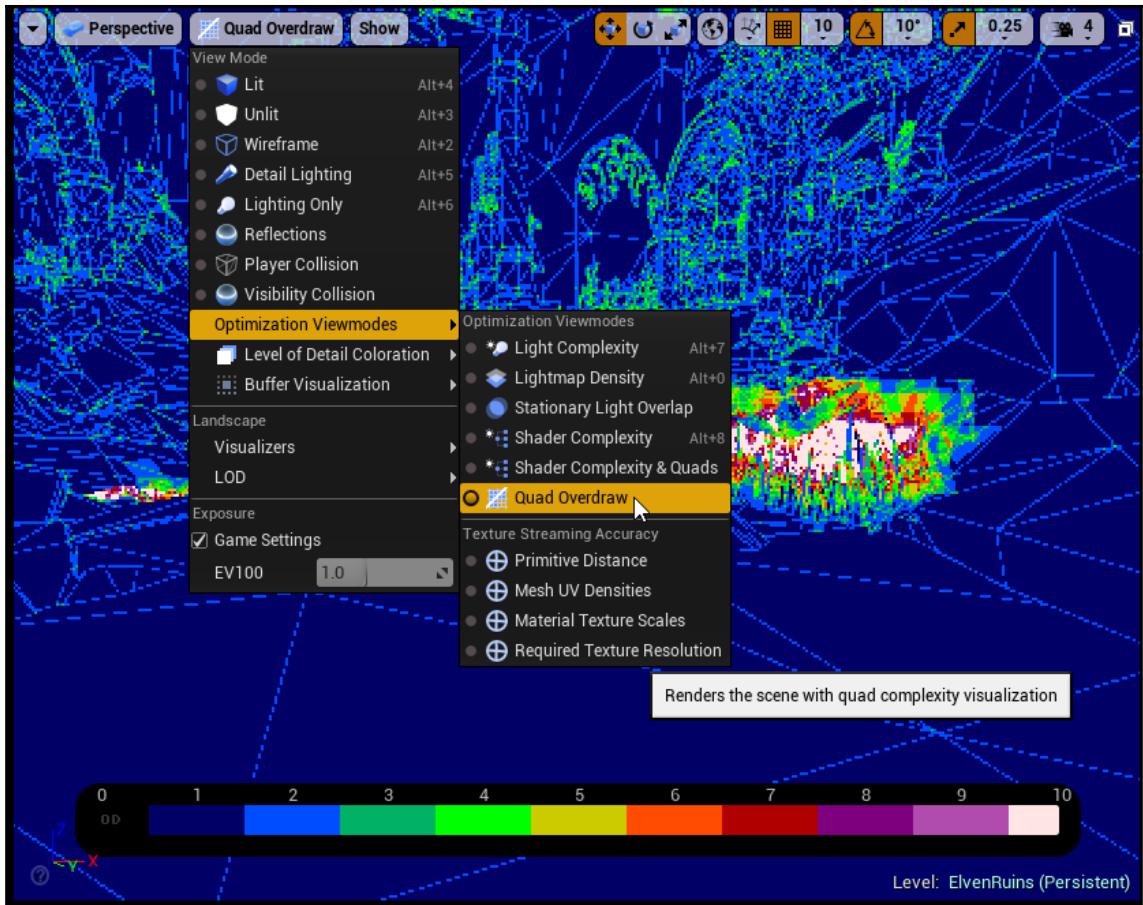 Perspective
Quad Overdraw
Show
10
10°
0.25
4
View Mode
Lit Alt+4
Unlit Alt+3
Wireframe Alt+2
Detail Lighting Alt+5
Lighting Only Alt+6
Reflections
Player Collision
Visibility Collision
Optimization Viewmodes
Level of Detail Coloration
Buffer Visualization
Landscape
Visualizers
LOD
Exposure
Game Settings
EV100 1.0
Optimization Viewmodes
Light Complexity Alt+7
Lightmap Density Alt+0
Stationary Light Overlap
Shader Complexity Alt+8
Shader Complexity & Quads
Quad Overdraw
Texture Streaming Accuracy
Primitive Distance
Mesh UV Densities
Material Texture Scales
Required Texture Resolution
Renders the scene with quad complexity visualization
0 1 2 3 4 5 6 7 8 9 10
OD
Z
Y X
?
Level: ElvenRuins (Persistent)